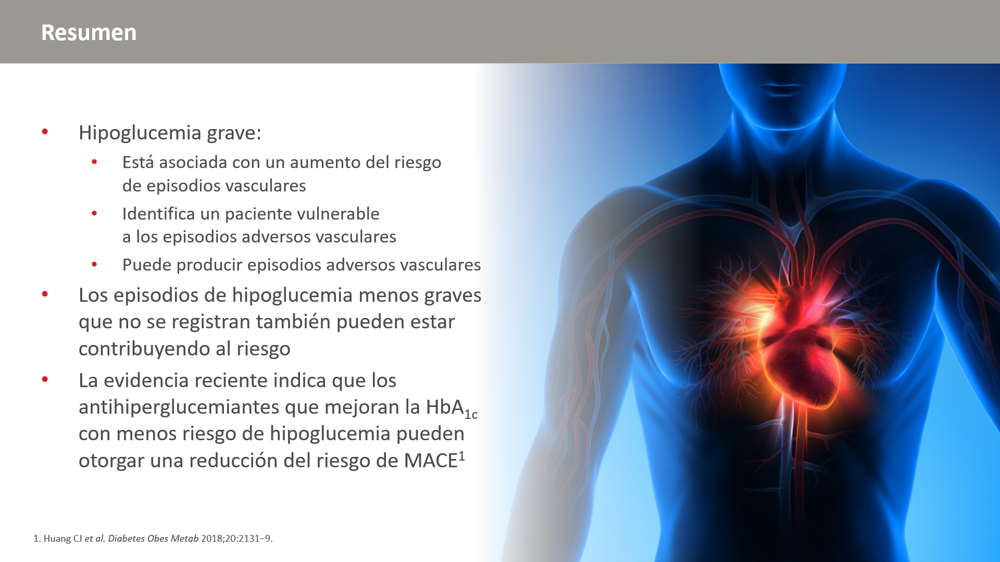 Resumen
• Hipoglucemia grave:
• Está asociada con un aumento del riesgo
de episodios vasculares
• Identifica un paciente vulnerable
a los episodios adversos vasculares
• Puede producir episodios adversos vasculares
• Los episodios de hipoglucemia menos graves
que no se registran también pueden estar
contribuyendo al riesgo
• La evidencia reciente indica que los
antihiperglucemiantes que mejoran la HbA1c
con menos riesgo de hipoglucemia pueden
otorgar una reducción del riesgo de MACE¹
1. Huang CJ et al. Diabetes Obes Metab 2018;20:2131–9.